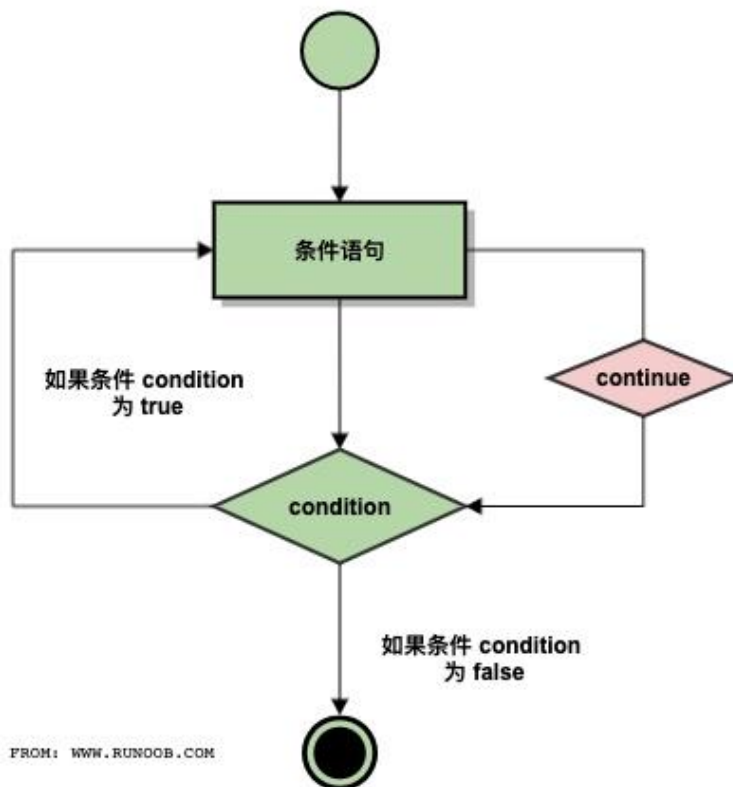 条件语句
如果条件 condition
为 true
continue
condition
如果条件 condition
为 false
FROM: WWW.RUNOOB.COM